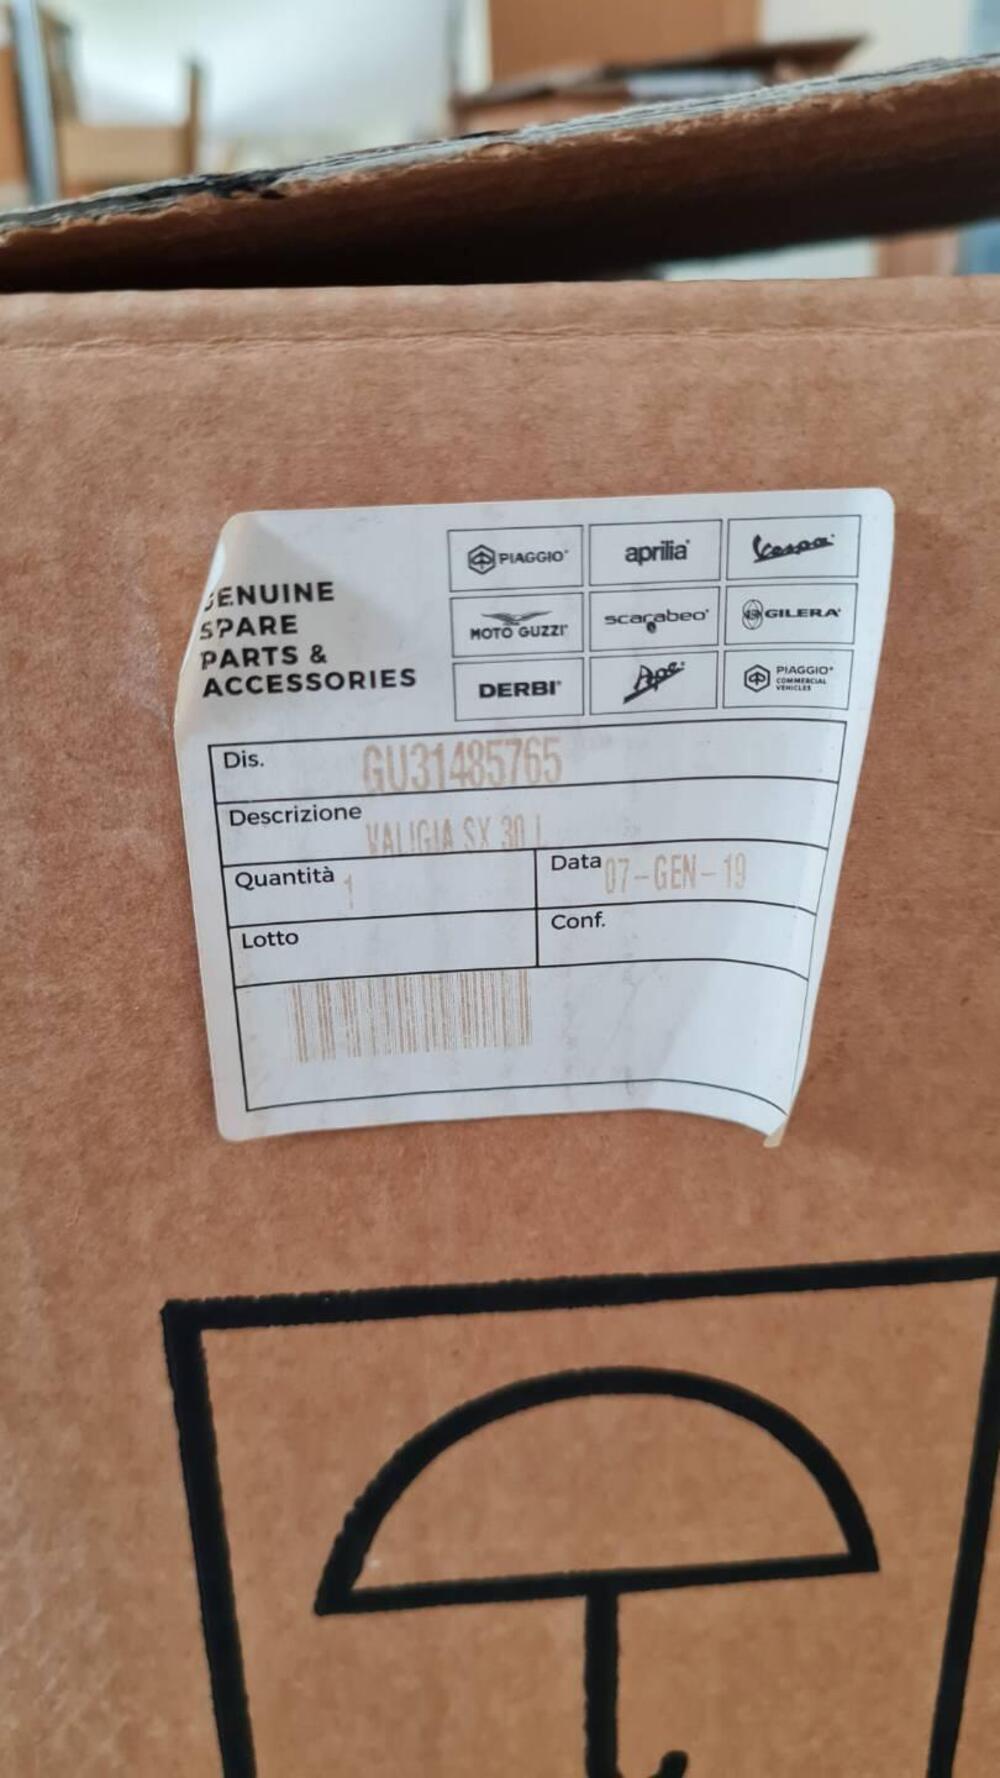 GENUINE
SPARE
PARTS &
ACCESSORIES
PIAGGIO
aprilia
Vespa
MOTO GUZZI
scarabeo
GILERA
DERBI
Ape
PIAGGIO
COMMERCIAL
VEHICLES
Dis. GU31485765
Descrizione VALIGIA SX 30 L
Quantità 1
Data 07-GEN-19
Lotto
Conf.